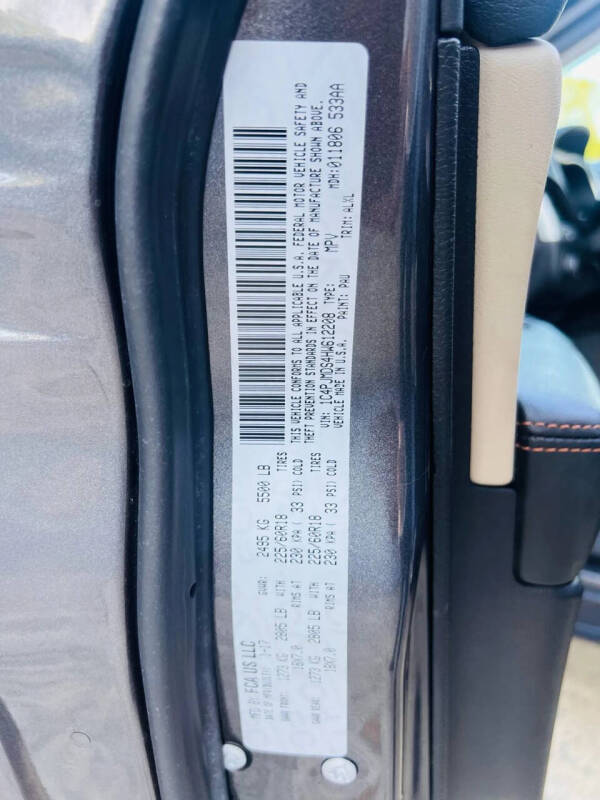 MFD BY: FCA US LLC
DATE OF MFR: 1-17 GVWR: 2495 KG 5500 LB
GAWR FRONT: 1273 KG 2805 LB WITH 225/60R18 TIRES
18X7.0 RIMS AT 230 KPA ( 33 PSI) COLD
GAWR REAR: 1273 KG 2805 LB WITH 225/60R18 TIRES
18X7.0 RIMS AT 230 KPA ( 33 PSI) COLD
THIS VEHICLE CONFORMS TO ALL APPLICABLE U.S.A. FEDERAL MOTOR VEHICLE SAFETY AND
THEFT PREVENTION STANDARDS IN EFFECT ON THE DATE OF MANUFACTURE SHOWN ABOVE.
VIN: 1C4PJMDS4HW612208 TYPE: MPV MDH:011806 533AA
VEHICLE MADE IN U.S.A. PAINT: PAU TRIM: ALXL